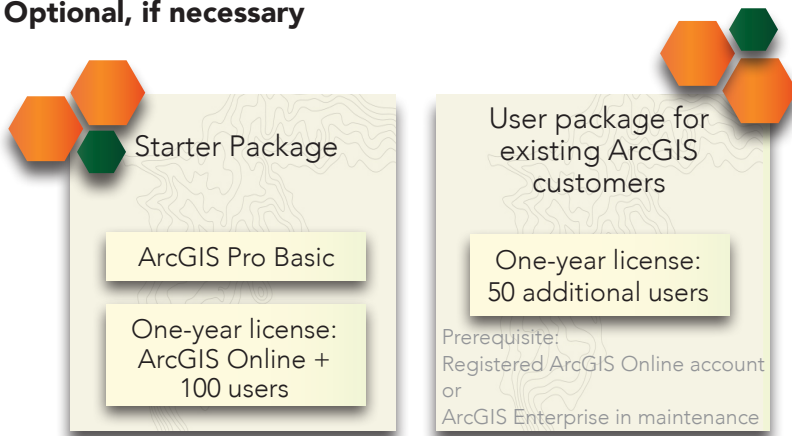 Optional, if necessary
Starter Package
ArcGIS Pro Basic
One-year license:
ArcGIS Online +
100 users
User package for
existing ArcGIS
customers
One-year license:
50 additional users
Prerequisite:
Registered ArcGIS Online account
or
ArcGIS Enterprise in maintenance